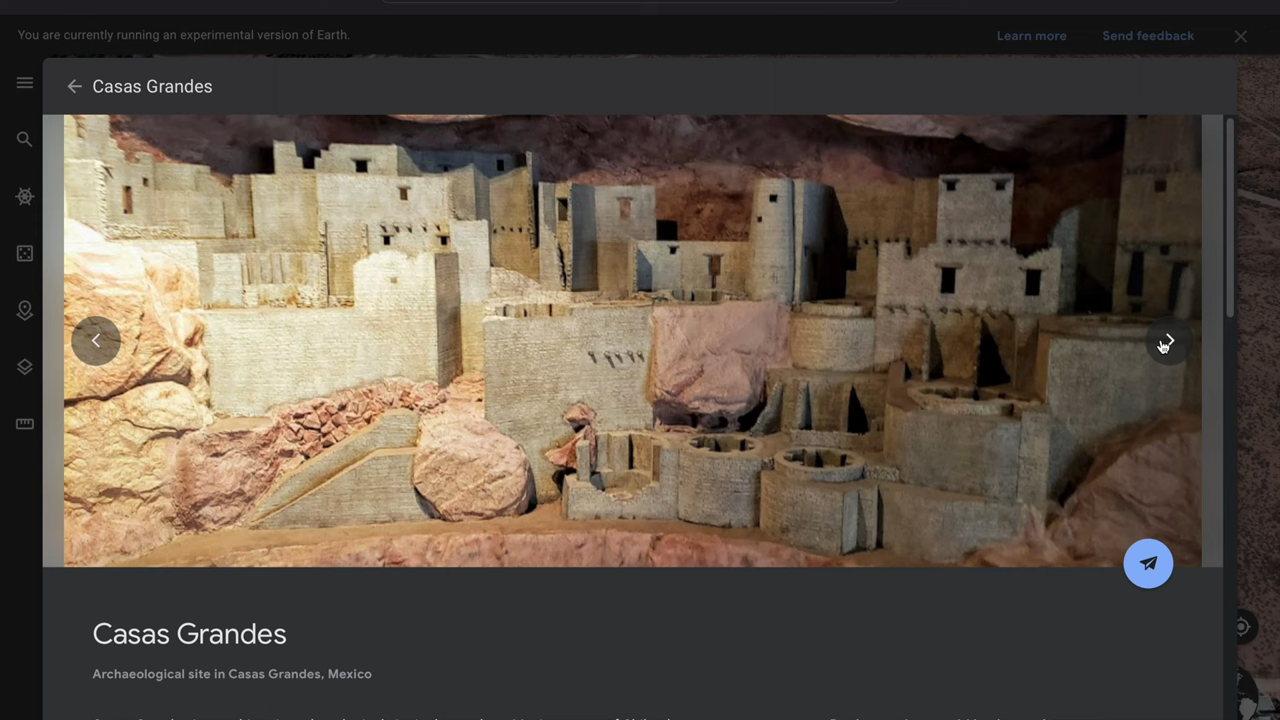 You are currently running an experimental version of Earth.
Learn more
Send feedback
Casas Grandes
Casas Grandes
Archaeological site in Casas Grandes, Mexico